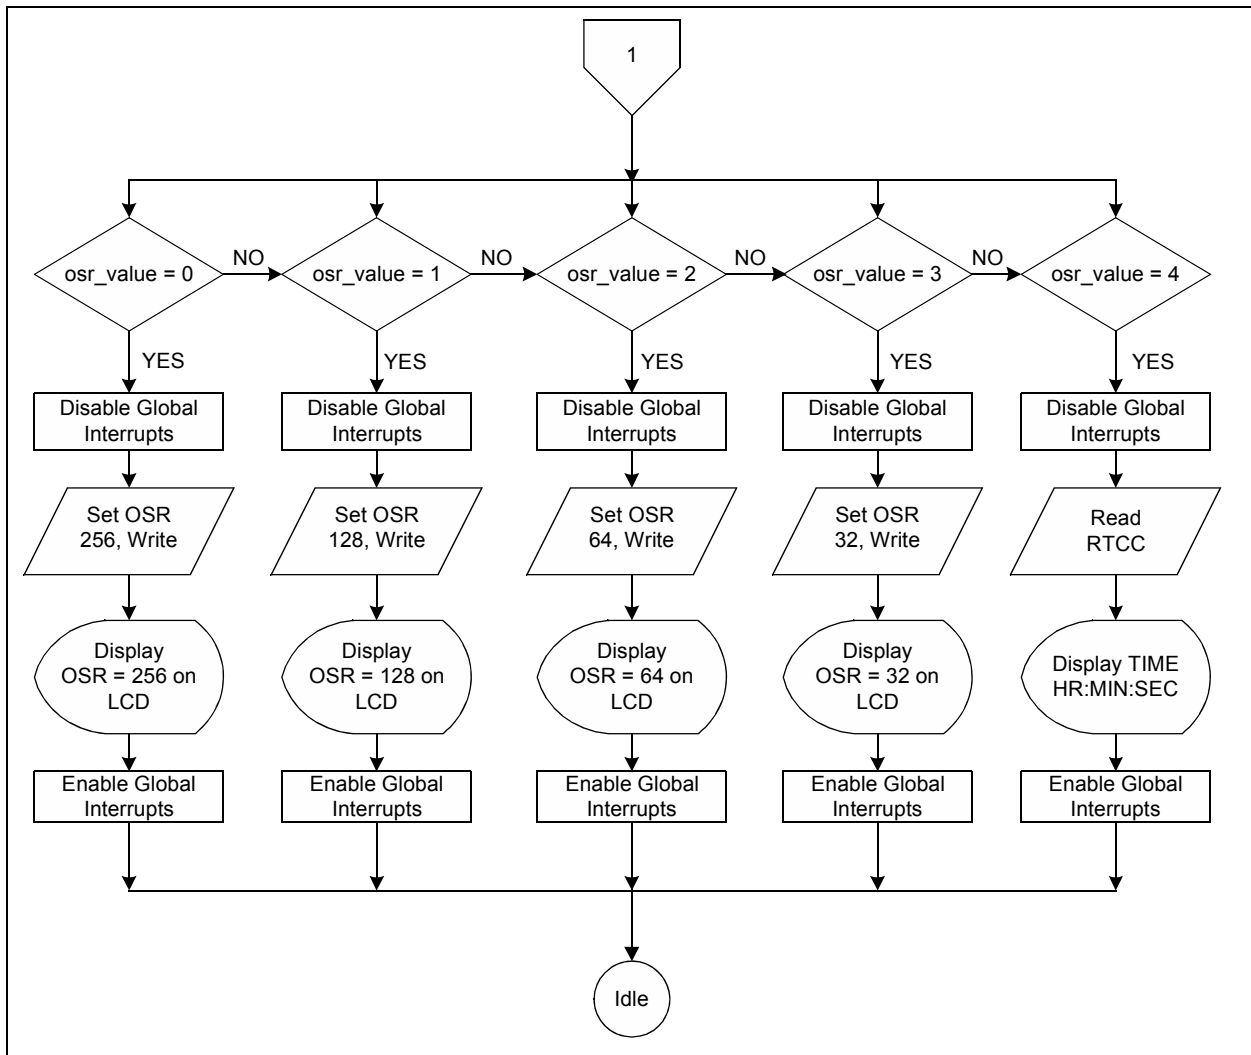 1
osr_value = 0
NO
osr_value = 1
NO
osr_value = 2
NO
osr_value = 3
NO
osr_value = 4
YES
YES
YES
YES
YES
Disable Global
Interrupts
Disable Global
Interrupts
Disable Global
Interrupts
Disable Global
Interrupts
Disable Global
Interrupts
Set OSR
256, Write
Set OSR
128, Write
Set OSR
64, Write
Set OSR
32, Write
Read
RTCC
Display
OSR = 256 on
LCD
Display
OSR = 128 on
LCD
Display
OSR = 64 on
LCD
Display
OSR = 32 on
LCD
Display TIME
HR:MIN:SEC
Enable Global
Interrupts
Enable Global
Interrupts
Enable Global
Interrupts
Enable Global
Interrupts
Enable Global
Interrupts
Idle